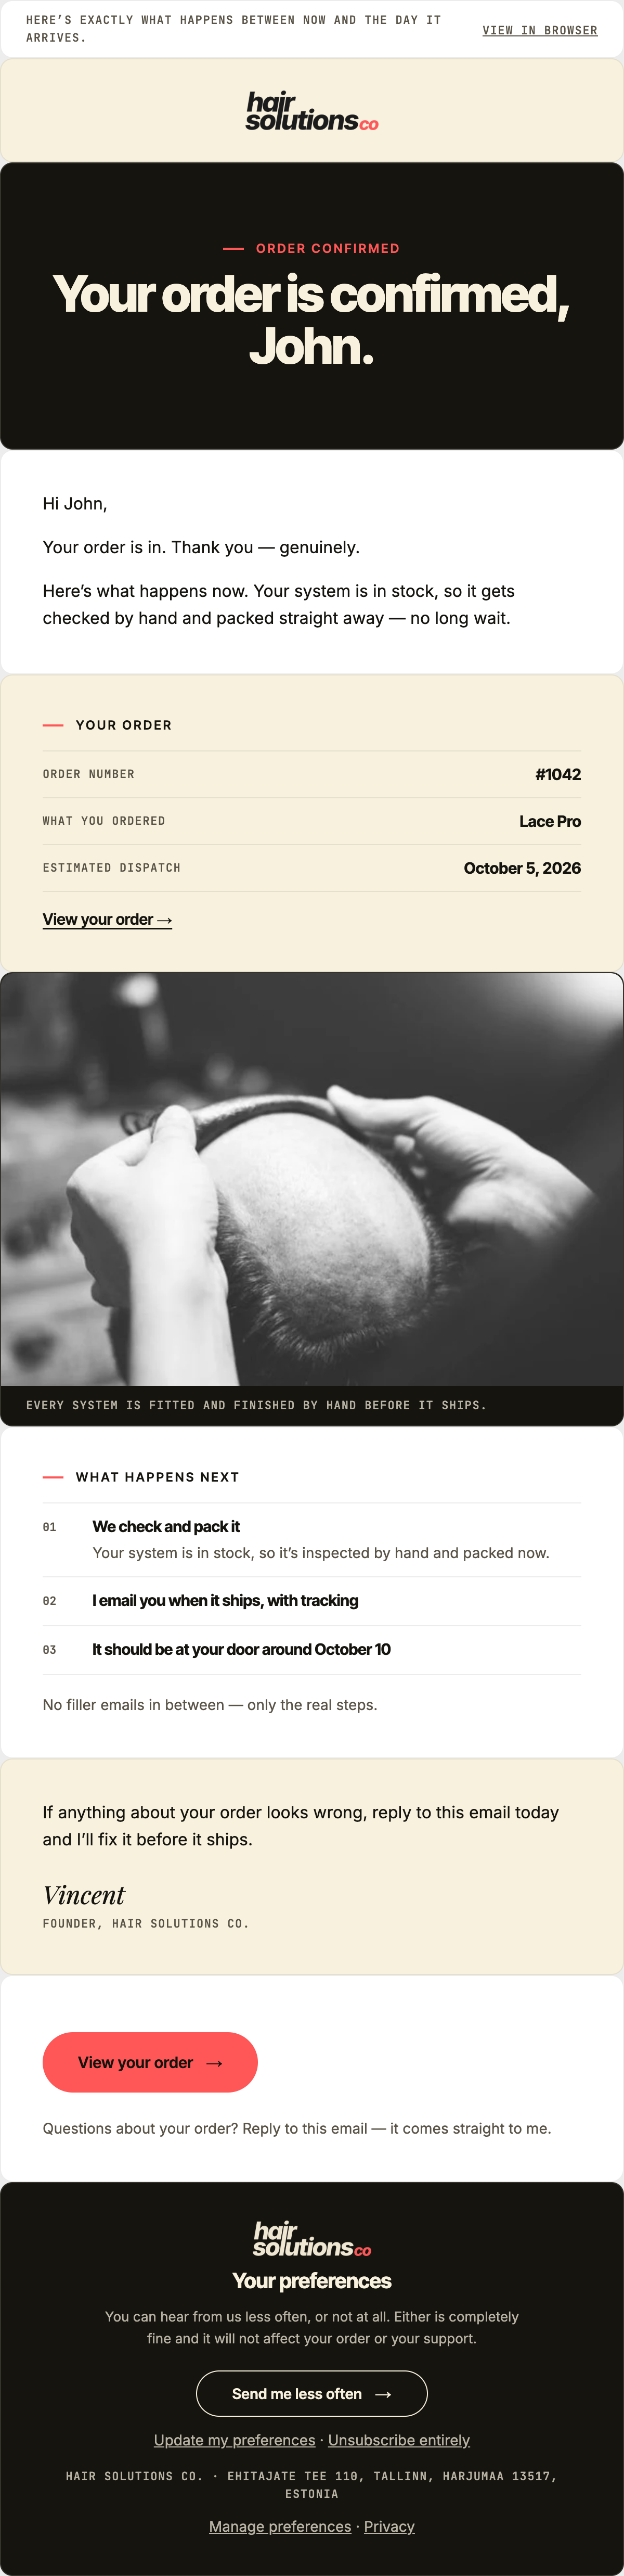 HERE’S EXACTLY WHAT HAPPENS BETWEEN NOW AND THE DAY IT
ARRIVES.
VIEW IN BROWSER
hair
solutionsco
— ORDER CONFIRMED
Your order is confirmed,
John.
Hi John,
Your order is in. Thank you — genuinely.
Here’s what happens now. Your system is in stock, so it gets
checked by hand and packed straight away — no long wait.
— YOUR ORDER
ORDER NUMBER #1042
WHAT YOU ORDERED Lace Pro
ESTIMATED DISPATCH October 5, 2026
View your order →
EVERY SYSTEM IS FITTED AND FINISHED BY HAND BEFORE IT SHIPS.
— WHAT HAPPENS NEXT
01 We check and pack it
Your system is in stock, so it’s inspected by hand and packed now.
02 I email you when it ships, with tracking
03 It should be at your door around October 10
No filler emails in between — only the real steps.
If anything about your order looks wrong, reply to this email today
and I’ll fix it before it ships.
Vincent
FOUNDER, HAIR SOLUTIONS CO.
View your order →
Questions about your order? Reply to this email — it comes straight to me.
hair
solutionsco
Your preferences
You can hear from us less often, or not at all. Either is completely
fine and it will not affect your order or your support.
Send me less often →
Update my preferences · Unsubscribe entirely
HAIR SOLUTIONS CO. · EHITAJATE TEE 110, TALLINN, HARJUMAA 13517,
ESTONIA
Manage preferences · Privacy